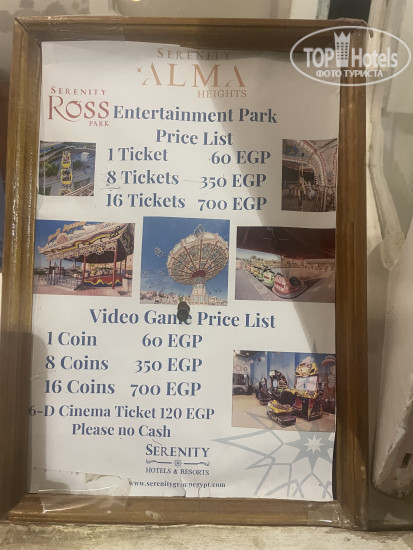 TOPHotels
ФОТО ТУРИСТА
SERENITY
ALMA
HEIGHTS
SERENITY
ROSS
PARK
Entertainment Park
Price List
1 Ticket 60 EGP
8 Tickets 350 EGP
16 Tickets 700 EGP
Video Game Price List
1 Coin 60 EGP
8 Coins 350 EGP
16 Coins 700 EGP
6-D Cinema Ticket 120 EGP
Please no Cash
SERENITY
HOTELS & RESORTS